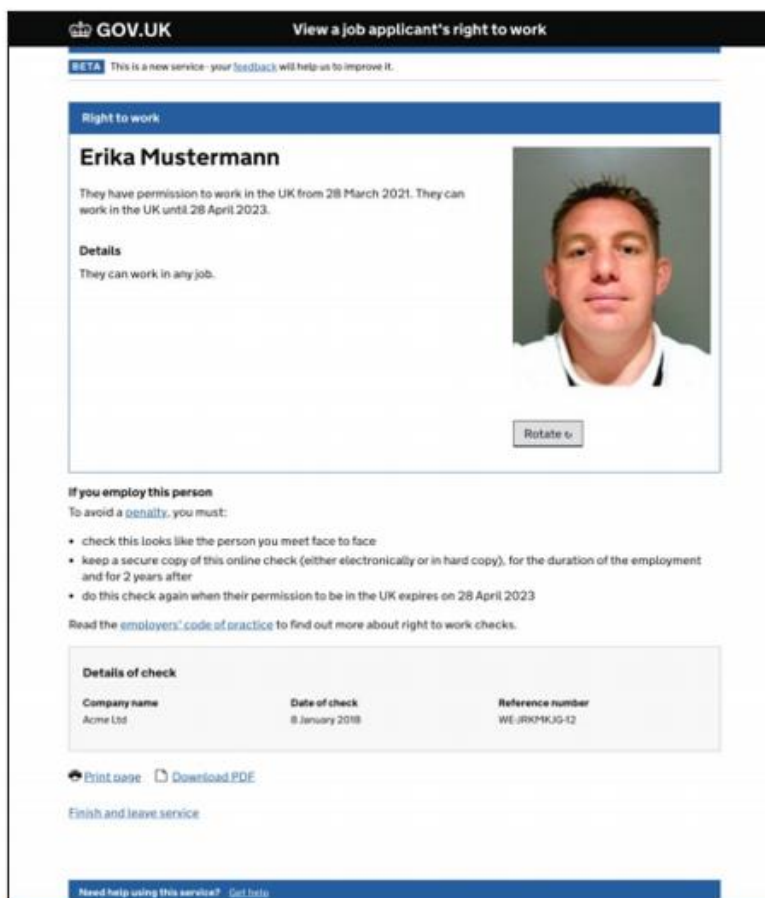 GOV.UK View a job applicant's right to work
BETA This is a new service - your feedback will help us to improve it.
Right to work
Erika Mustermann
They have permission to work in the UK from 28 March 2021. They can
work in the UK until 28 April 2023.
Details
They can work in any job.
Rotate ↻
If you employ this person
To avoid a penalty, you must:
• check this looks like the person you meet face to face
• keep a secure copy of this online check (either electronically or in hard copy), for the duration of the employment
and for 2 years after
• do this check again when their permission to be in the UK expires on 28 April 2023
Read the employers' code of practice to find out more about right to work checks.
Details of check
Company name Date of check Reference number
Acme Ltd 8 January 2018 WE-JRKMKJG-12
Print page Download PDF
Finish and leave service
Need help using this service? Get help